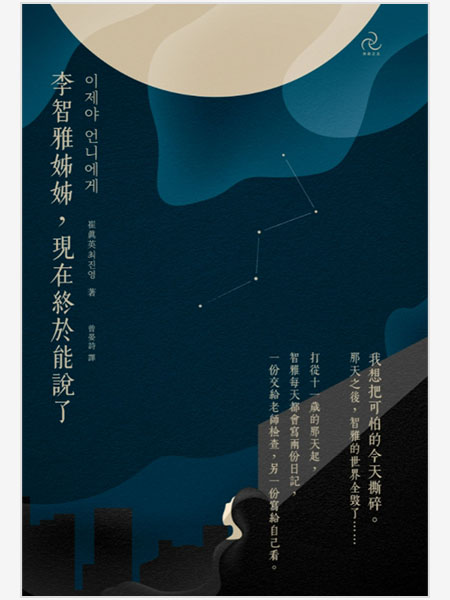 李智雅姊姊，現在終於能說了
이제야 언니에게
崔眞英최진영 著
曾晏詩 譯
我想把可怕的今天撕碎。
那天之後，智雅的世界全毀了……
打從十一歲的那天起，
智雅每天都會寫兩份日記，
一份交給老師檢查，另一份寫給自己看。